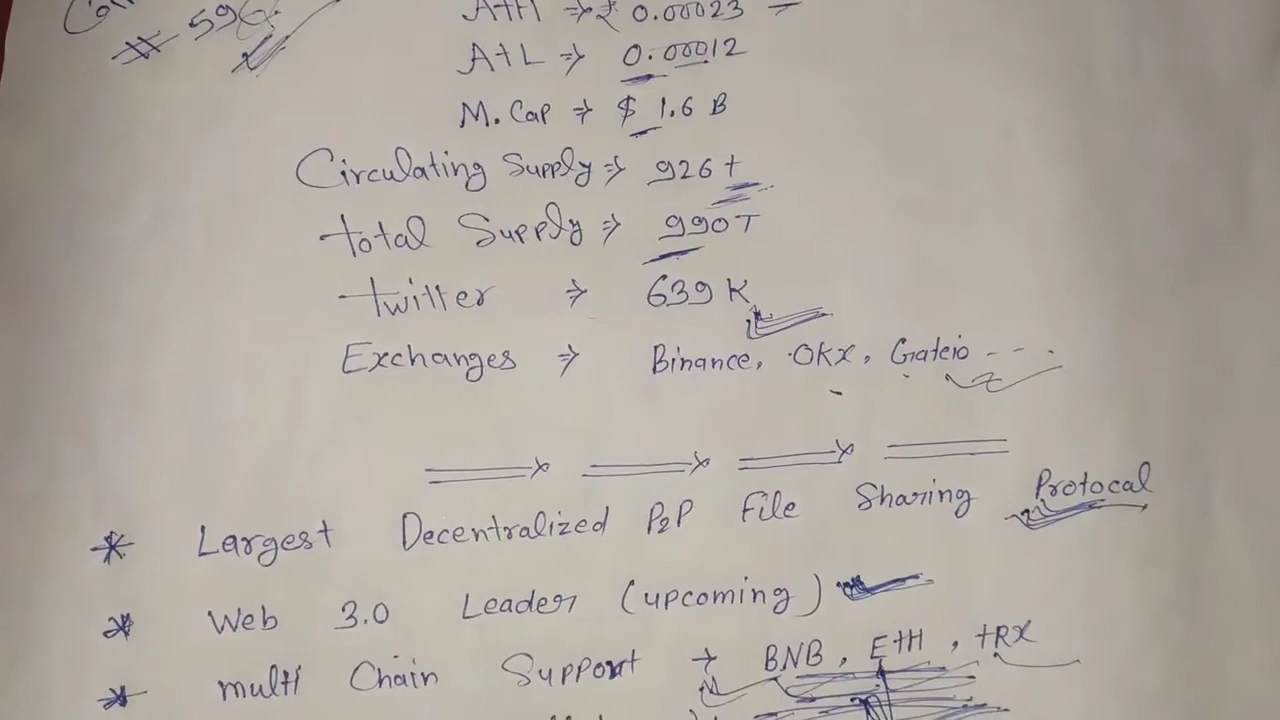 # 596
ATH => ₹ 0.00023
ATL => 0.00012
M. Cap => $ 1.6 B
Circulating Supply => 926 t
total Supply => 990T
twitter => 639 K
Exchanges => Binance, OKX, Gateio - - .
* Largest Decentralized P2P File Sharing Protocal
* Web 3.0 Leader (upcoming)
* multi Chain Support → BNB, ETH, TRX